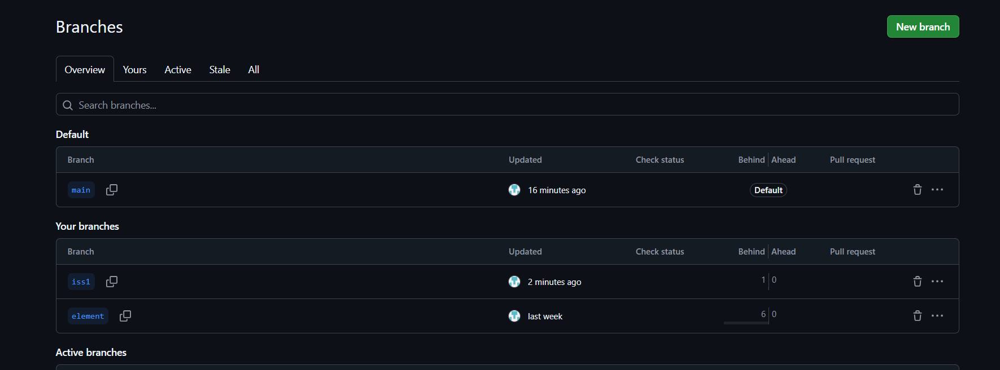 Branches
New branch
Overview Yours Active Stale All
Search branches...
Default
Branch Updated Check status Behind Ahead Pull request
main 16 minutes ago Default
Your branches
Branch Updated Check status Behind Ahead Pull request
iss1 2 minutes ago 1 0
element last week 6 0
Active branches